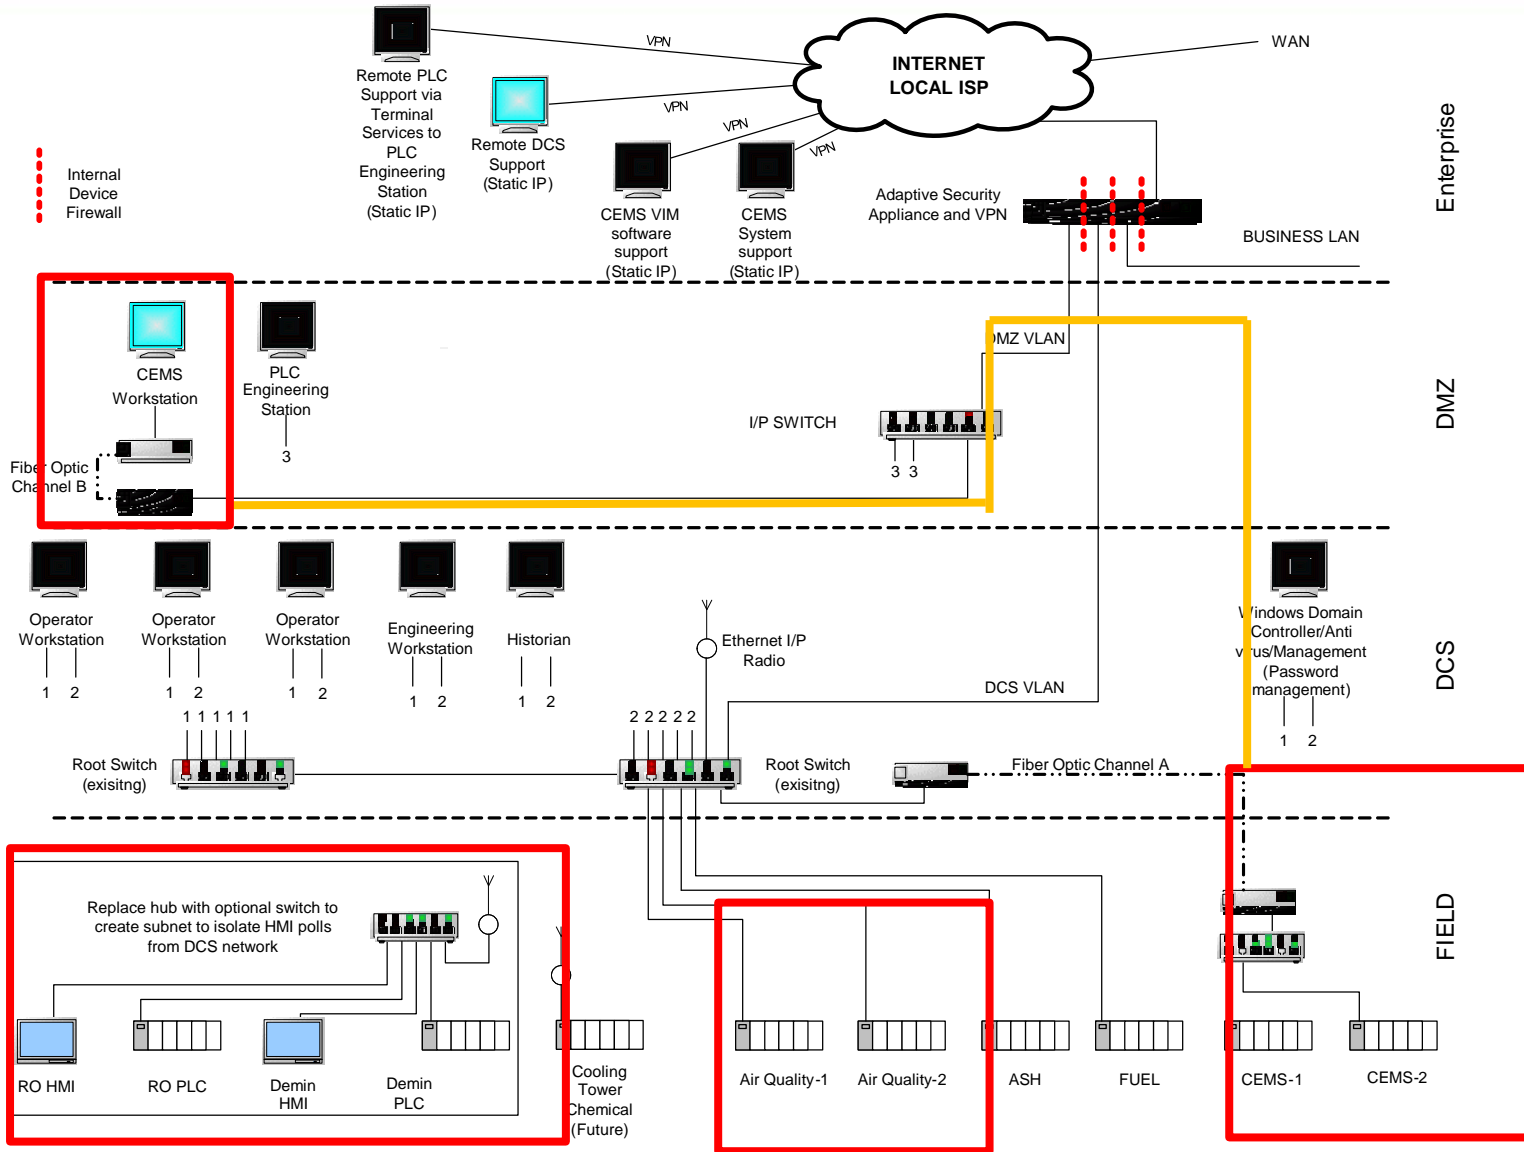 VPN
INTERNET
LOCAL ISP
WAN
Remote PLC
Support via
Terminal
Services to
PLC
Engineering
Station
(Static IP)
VPN
Remote DCS
Support
(Static IP)
VPN
VPN
Enterprise
Internal
Device
Firewall
CEMS VIM
software
support
(Static IP)
CEMS
System
support
(Static IP)
Adaptive Security
Appliance and VPN
BUSINESS LAN
CEMS
Workstation
PLC
Engineering
Station
3
DMZ VLAN
DMZ
I/P SWITCH
3 3
Fiber Optic
Channel B
Operator
Workstation
1 2
Operator
Workstation
1 2
Operator
Workstation
1 2
Engineering
Workstation
1 2
Historian
1 2
Ethernet I/P
Radio
DCS VLAN
Windows Domain
Controller/Anti
virus/Management
(Password
management)
1 2
DCS
1 1 1 1 1
2 2 2 2 2
Root Switch
(exisitng)
Root Switch
(exisitng)
Fiber Optic Channel A
Replace hub with optional switch to
create subnet to isolate HMI polls
from DCS network
FIELD
RO HMI
RO PLC
Demin
HMI
Demin
PLC
Cooling
Tower
Chemical
(Future)
Air Quality-1
Air Quality-2
ASH
FUEL
CEMS-1
CEMS-2